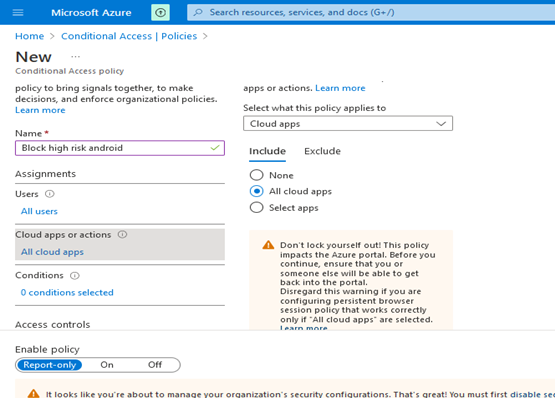 Microsoft Azure
Search resources, services, and docs (G+/)
Home > Conditional Access | Policies >
New ...
Conditional Access policy
policy to bring signals together, to make
decisions, and enforce organizational policies.
Learn more
Name *
Block high risk android
Assignments
Users
All users
Cloud apps or actions
All cloud apps
Conditions
0 conditions selected
Access controls
apps or actions. Learn more
Select what this policy applies to
Cloud apps
Include Exclude
None
All cloud apps
Select apps
Don't lock yourself out! This policy
impacts the Azure portal. Before you
continue, ensure that you or
someone else will be able to get
back into the portal.
Disregard this warning if you are
configuring persistent browser
session policy that works correctly
only if "All cloud apps" are selected.
Learn more
Enable policy
Report-only On Off
It looks like you're about to manage your organization's security configurations. That's great! You must first disable sec